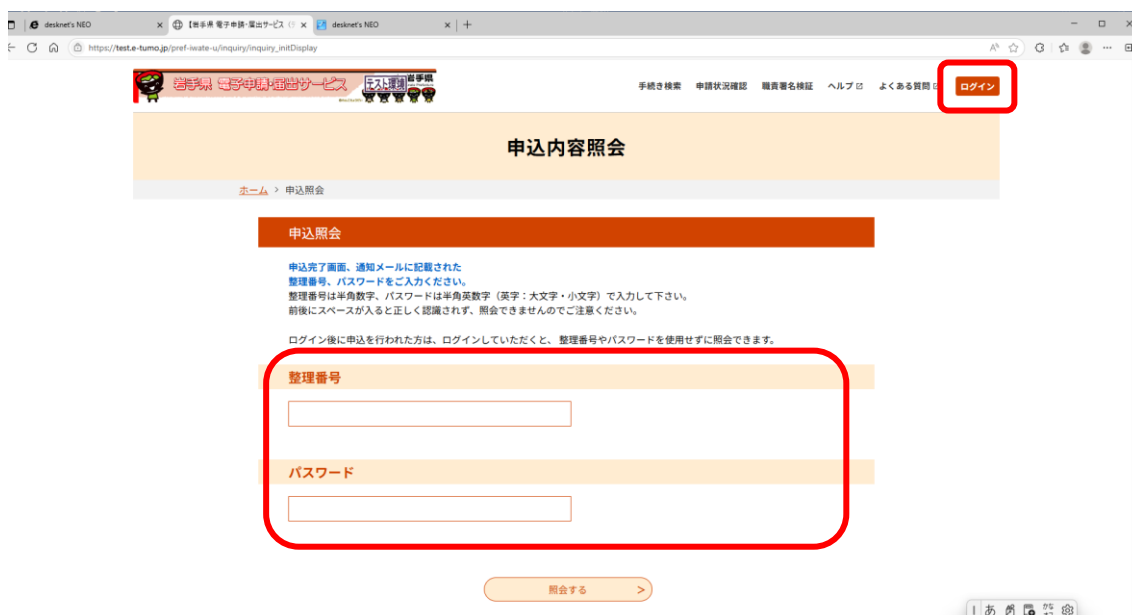 desknet's NEO
【岩手県 電子申請・届出サービス
desknet's NEO
https://test.e-tumo.jp/pref-iwate-u/inquiry/inquiry_initDisplay
岩手県 電子申請・届出サービス
テスト環境
岩手県
手続き検索 申請状況確認 職責署名検証 ヘルプ よくある質問 ログイン
申込内容照会
ホーム > 申込照会
申込照会
申込完了画面、通知メールに記載された
整理番号、パスワードをご入力ください。
整理番号は半角数字、パスワードは半角英数字（英字：大文字・小文字）で入力して下さい。
前後にスペースが入ると正しく認識されず、照会できませんのでご注意ください。
ログイン後に申込を行われた方は、ログインしていただくと、 整理番号やパスワードを使用せずに照会できます。
整理番号
パスワード
照会する >
あ